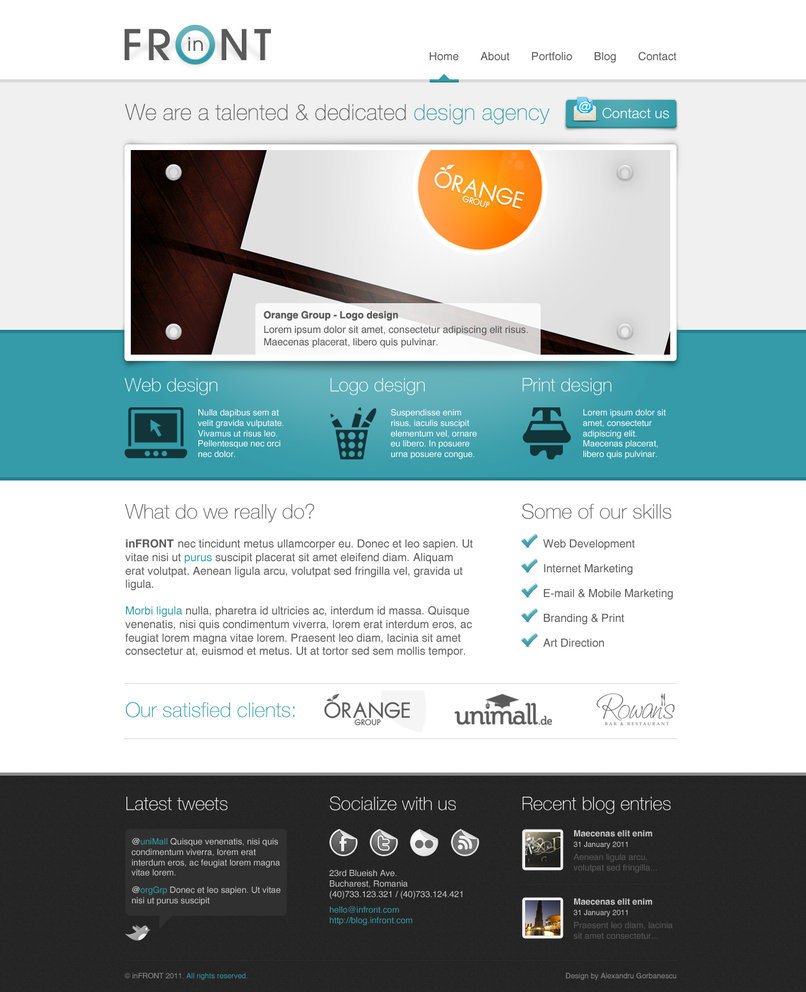 FRinONT
Home About Portfolio Blog Contact
We are a talented & dedicated design agency
Contact us
ORANGE
GROUP
Orange Group - Logo design
Lorem ipsum dolor sit amet, consectetur adipiscing elit risus.
Maecenas placerat, libero quis pulvinar.
Web design
Nulla dapibus sem at
velit gravida vulputate.
Vivamus ut risus leo.
Pellentesque nec orci
nec dolor.
Logo design
Suspendisse enim
risus, iaculis suscipit
elementum vel, ornare
eu libero. In posuere
urna posuere congue.
Print design
Lorem ipsum dolor sit
amet, consectetur
adipiscing elit.
Maecenas placerat,
libero quis pulvinar.
What do we really do?
inFRONT nec tincidunt metus ullamcorper eu. Donec et leo sapien. Ut
vitae nisi ut purus suscipit placerat sit amet eleifend diam. Aliquam
erat volutpat. Aenean ligula arcu, volutpat sed fringilla vel, gravida ut
ligula.
Morbi ligula nulla, pharetra id ultricies ac, interdum id massa. Quisque
venenatis, nisi quis condimentum viverra, lorem erat interdum eros, ac
feugiat lorem magna vitae lorem. Praesent leo diam, lacinia sit amet
consectetur at, euismod et metus. Ut at tortor sed sem mollis tempor.
Some of our skills
Web Development
Internet Marketing
E-mail & Mobile Marketing
Branding & Print
Art Direction
Our satisfied clients:
ORANGE
GROUP
unimall.de
Rowan's
BAR & RESTAURANT
Latest tweets
@uniMall Quisque venenatis, nisi quis
condimentum viverra, lorem erat
interdum eros, ac feugiat lorem magna
vitae lorem.
@orgGrp Donec et leo sapien. Ut vitae
nisi ut purus suscipit
Socialize with us
23rd Blueish Ave.
Bucharest, Romania
(40)733.123.321 / (40)733.124.421
hello@infront.com
http://blog.infront.com
Recent blog entries
Maecenas elit enim
31 January 2011
Aenean ligula arcu,
volutpat sed fringilla...
Maecenas elit enim
31 January 2011
Praesent leo diam, lacinia
sit amet consectetur...
© inFRONT 2011. All rights reserved.
Design by Alexandru Gorbanescu